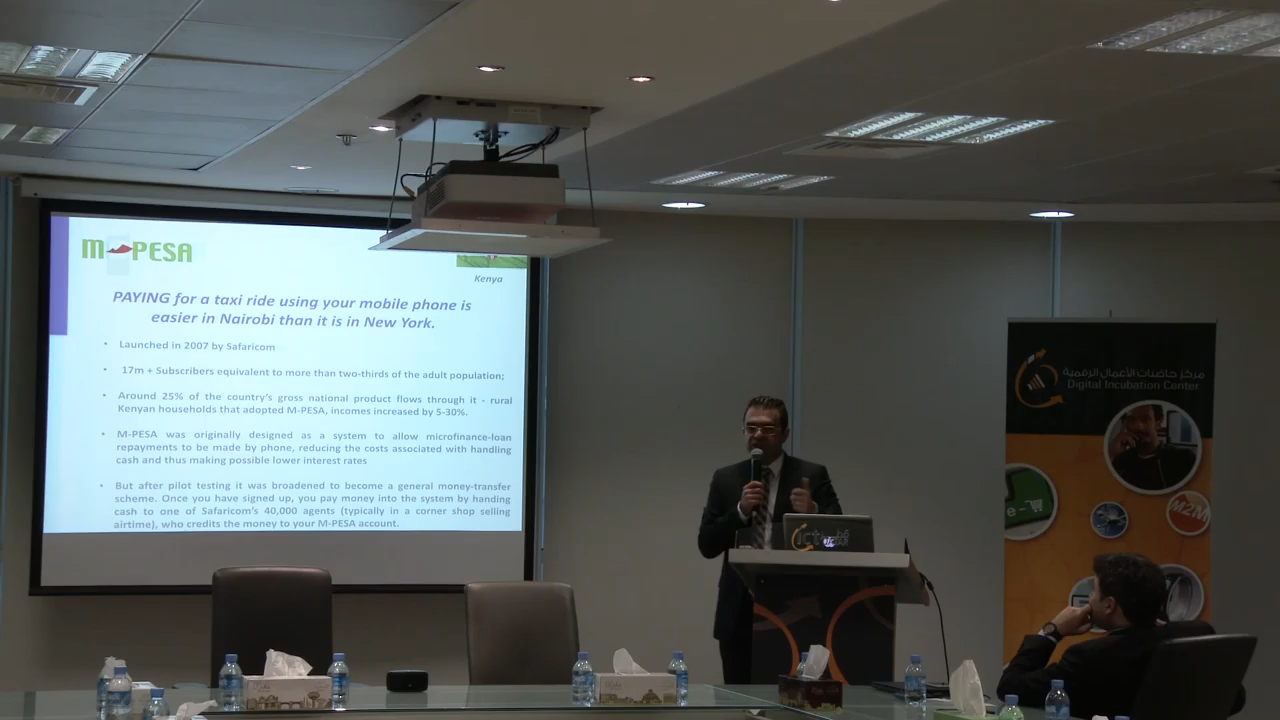 M-PESA
Kenya
PAYING for a taxi ride using your mobile phone is
easier in Nairobi than it is in New York.
• Launched in 2007 by Safaricom
• 17m + Subscribers equivalent to more than two-thirds of the adult population;
• Around 25% of the country's gross national product flows through it - rural
Kenyan households that adopted M-PESA, incomes increased by 5-30%.
• M-PESA was originally designed as a system to allow microfinance-loan
repayments to be made by phone, reducing the costs associated with handling
cash and thus making possible lower interest rates
• But after pilot testing it was broadened to become a general money-transfer
scheme. Once you have signed up, you pay money into the system by handing
cash to one of Safaricom's 40,000 agents (typically in a corner shop selling
airtime), who credits the money to your M-PESA account.
مركز حاضنات الأعمال الرقمية
Digital Incubation Center
e-
M2M
ict